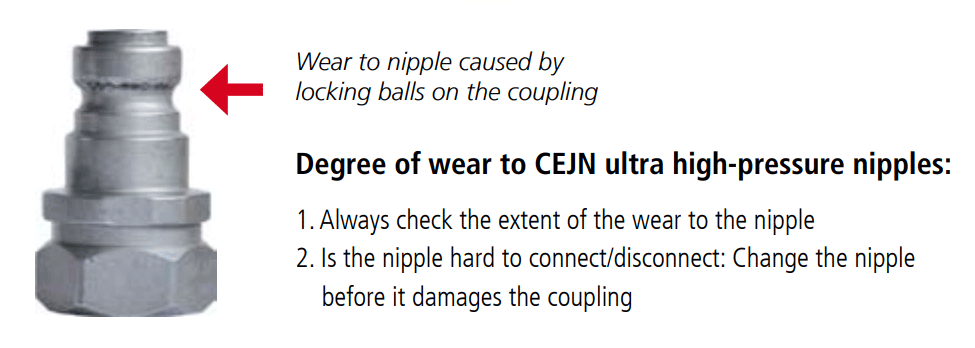 Wear to nipple caused by
locking balls on the coupling
Degree of wear to CEJN ultra high-pressure nipples:
1. Always check the extent of the wear to the nipple
2. Is the nipple hard to connect/disconnect: Change the nipple
before it damages the coupling